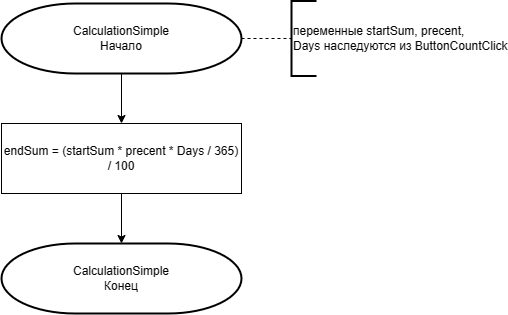 CalculationSimple
Начало
переменные startSum, precent,
Days наследуются из ButtonCountClick
endSum = (startSum * precent * Days / 365)
/ 100
CalculationSimple
Конец